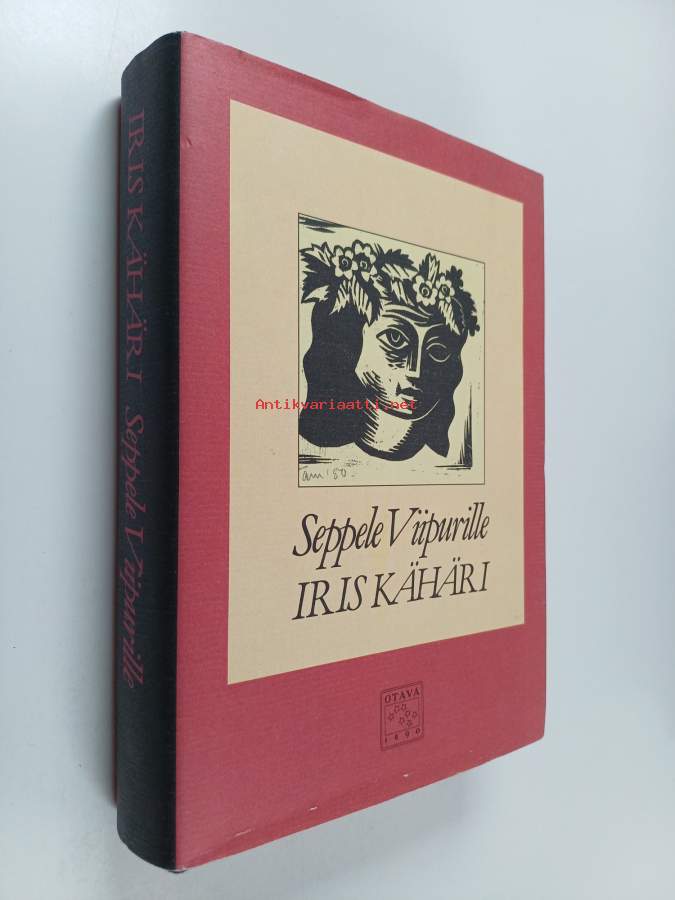 IRIS KÄHÄRI Seppele Viipurille
Antikvariaatti.net
am '80.
Seppele Viipurille
IRIS KÄHÄRI
OTAVA
1890